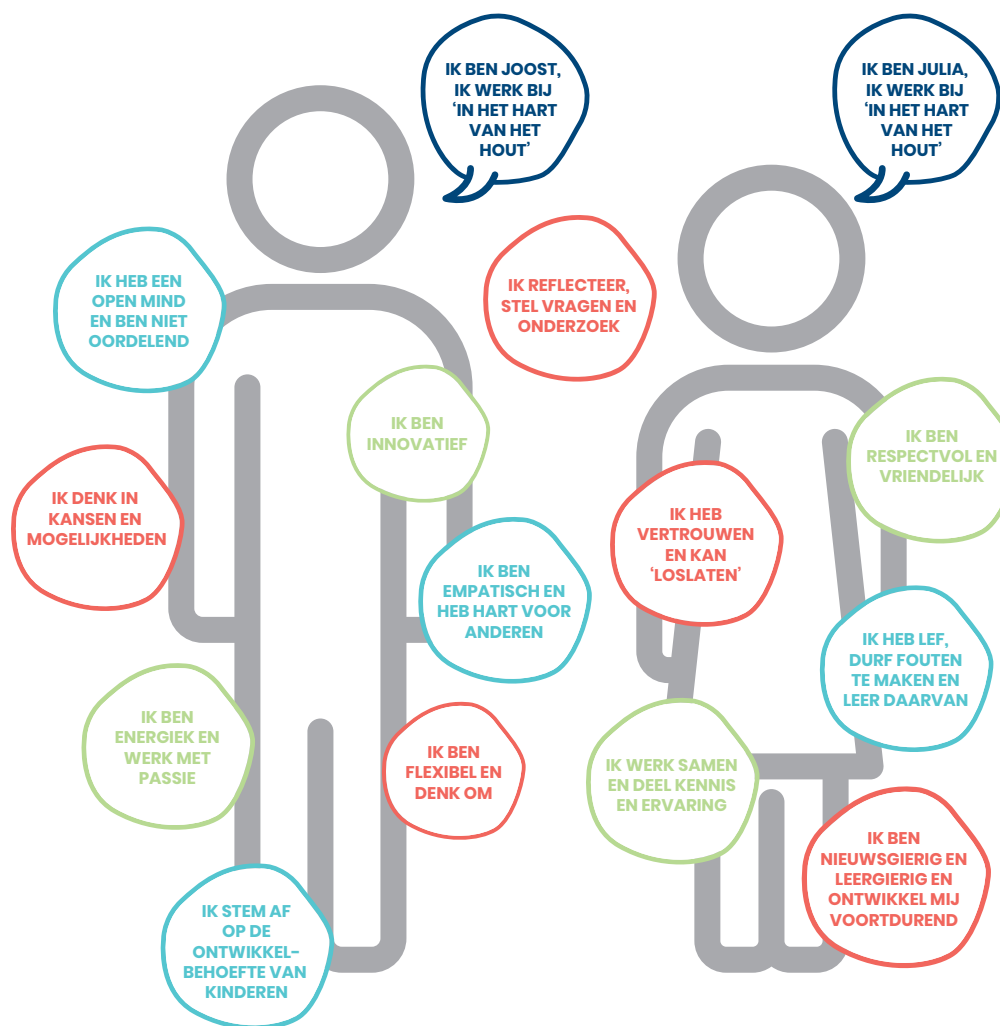 IK BEN JOOST,
IK WERK BIJ
‘IN HET HART
VAN HET
HOUT’
IK BEN JULIA,
IK WERK BIJ
‘IN HET HART
VAN HET
HOUT’
IK HEB EEN
OPEN MIND
EN BEN NIET
OORDELEND
IK REFLECTEER,
STEL VRAGEN EN
ONDERZOEK
IK BEN
INNOVATIEF
IK BEN
RESPECTVOL EN
VRIENDELIJK
IK DENK IN
KANSEN EN
MOGELIJKHEDEN
IK HEB
VERTROUWEN
EN KAN
‘LOSLATEN’
IK BEN
EMPATISCH EN
HEB HART VOOR
ANDEREN
IK HEB LEF,
DURF FOUTEN
TE MAKEN EN
LEER DAARVAN
IK BEN
ENERGIEK EN
WERK MET
PASSIE
IK BEN
FLEXIBEL EN
DENK OM
IK WERK SAMEN
EN DEEL KENNIS
EN ERVARING
IK BEN
NIEUWSGIERIG EN
LEERGIERIG EN
ONTWIKKEL MIJ
VOORTDUREND
IK STEM AF
OP DE
ONTWIKKEL-
BEHOEFTE VAN
KINDEREN